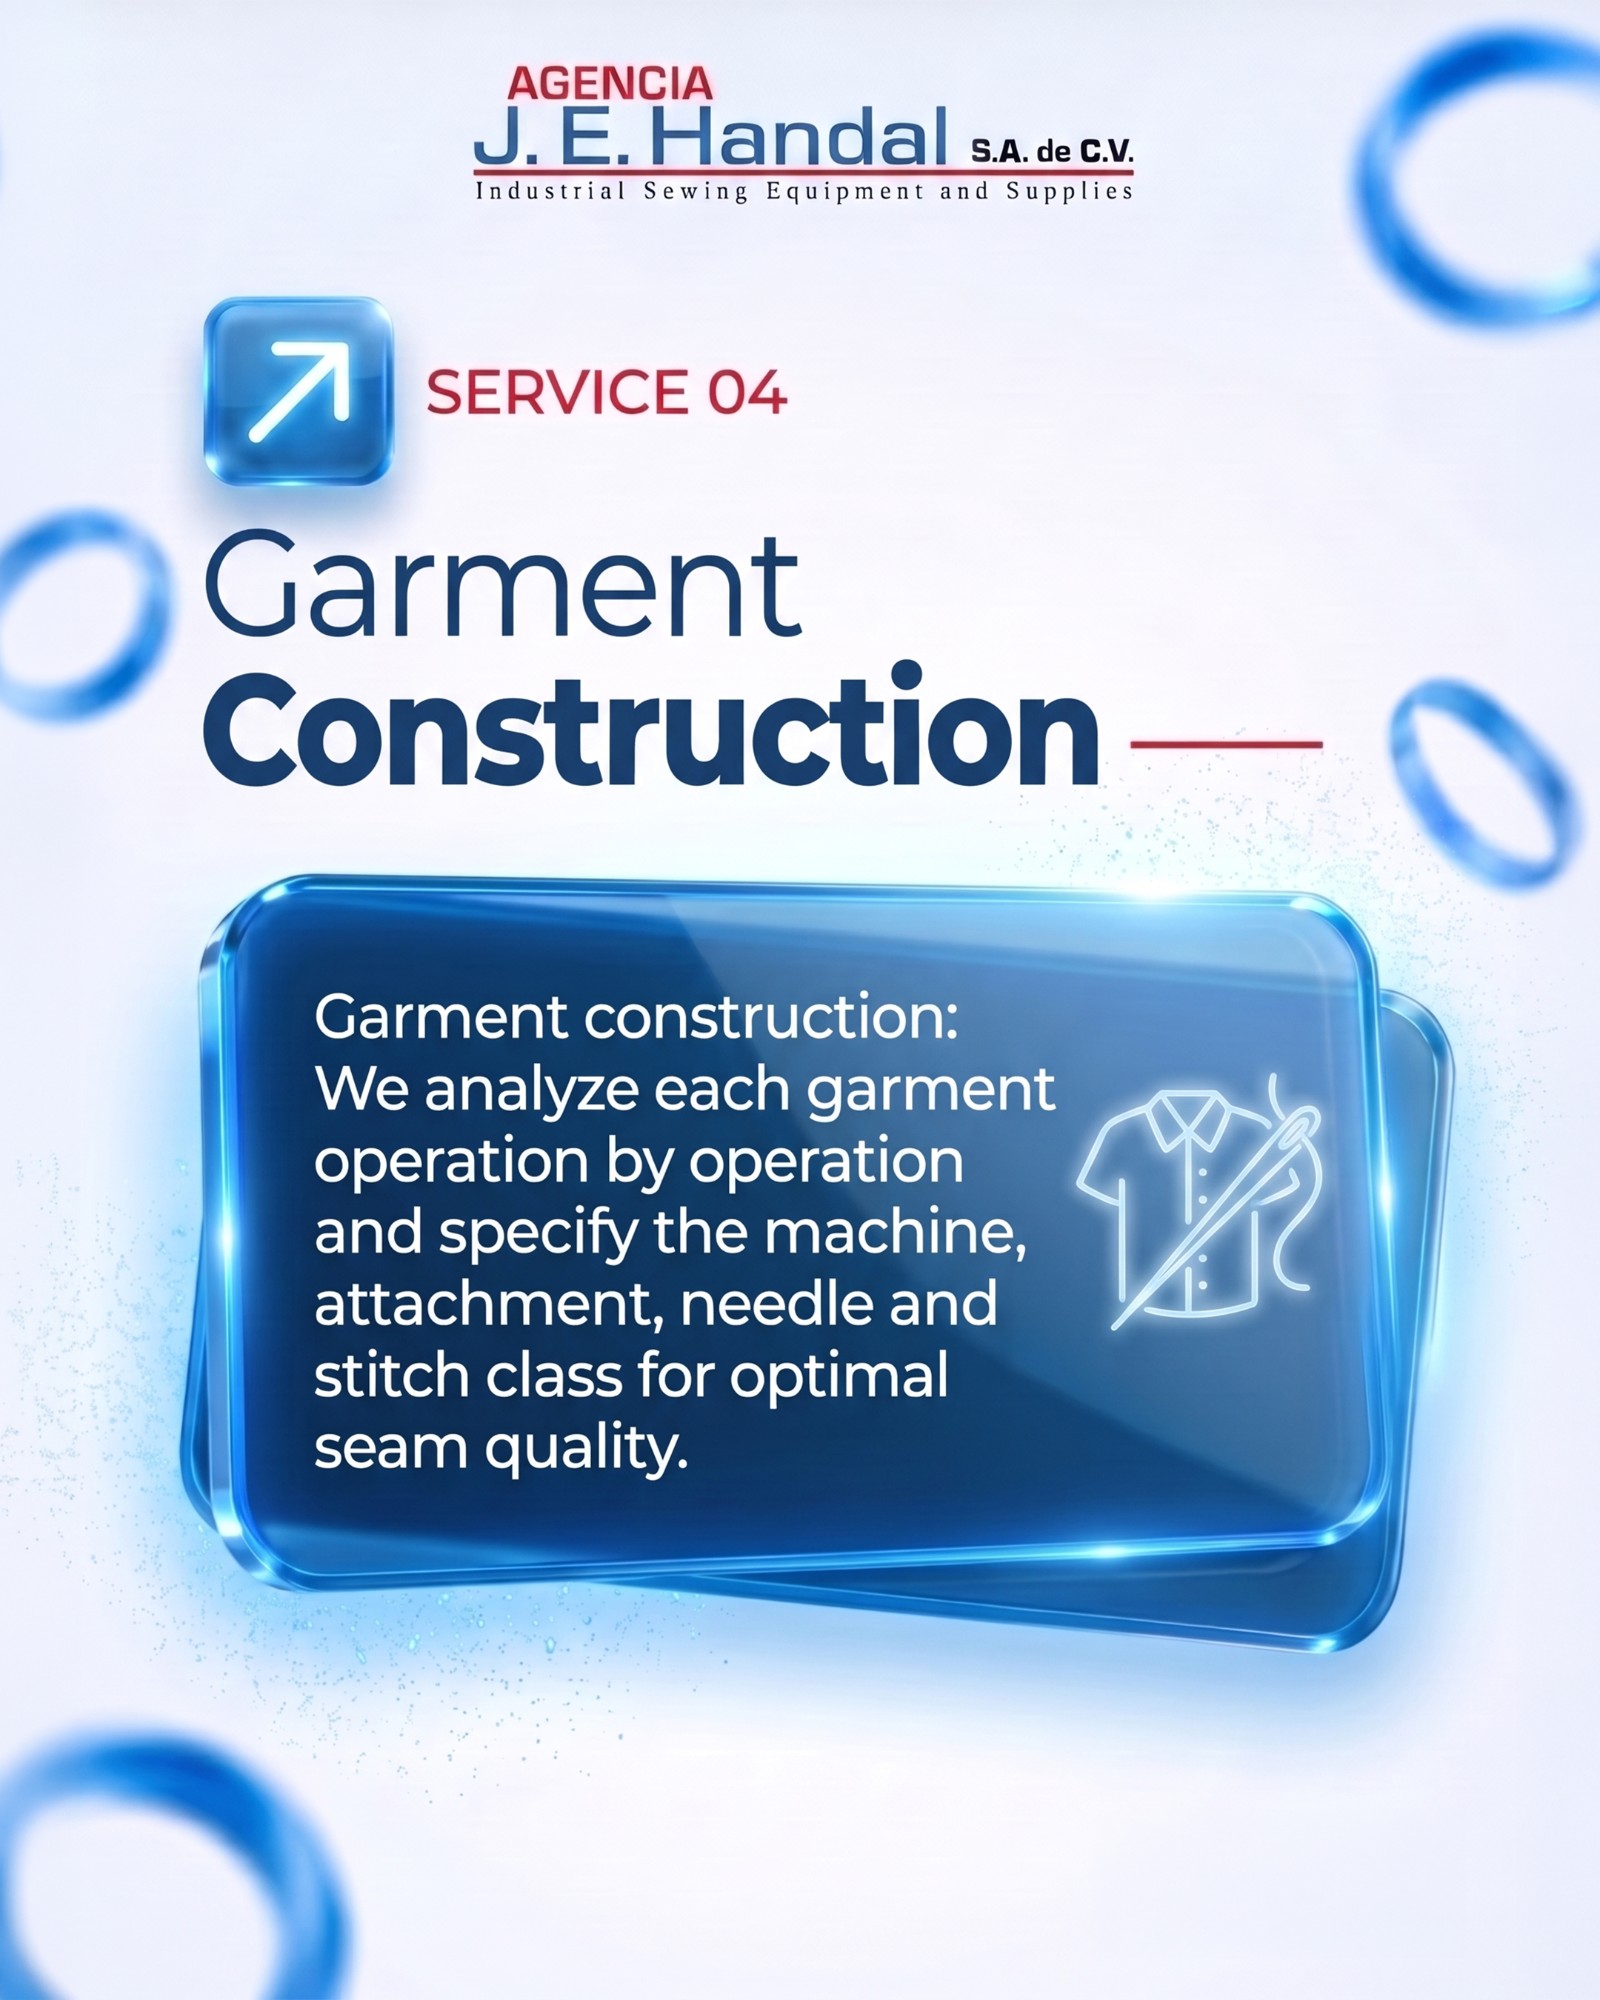 AGENCIA
J. E. Handal S.A. de C.V.
Industrial Sewing Equipment and Supplies
SERVICE 04
Garment
Construction
Garment construction:
We analyze each garment
operation by operation
and specify the machine,
attachment, needle and
stitch class for optimal
seam quality.